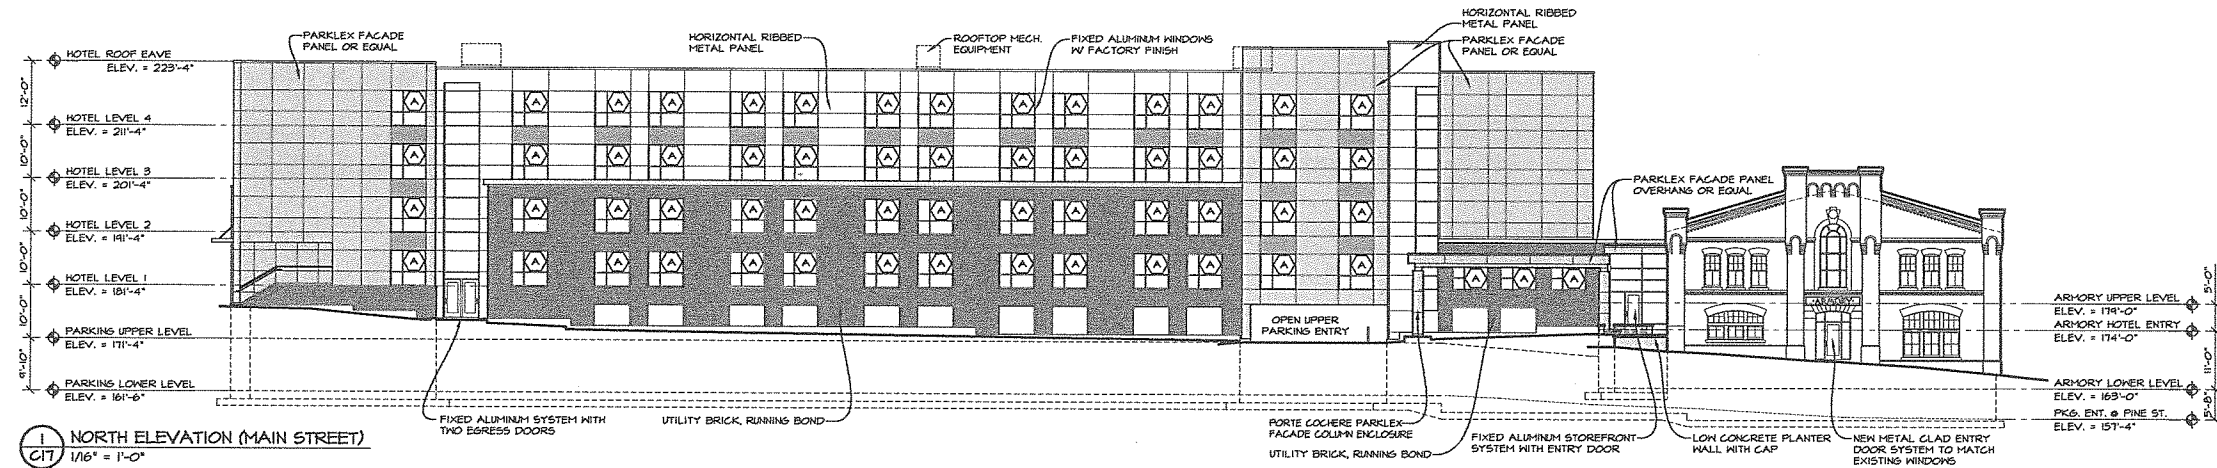 HORIZONTAL RIBBED
METAL PANEL
PARKLEX FACADE
PANEL OR EQUAL
HORIZONTAL RIBBED
METAL PANEL
ROOFTOP MECH.
EQUIPMENT
FIXED ALUMINUM WINDOWS
W/ FACTORY FINISH
PARKLEX FACADE
PANEL OR EQUAL
HOTEL ROOF EAVE
ELEV. = 223'-4"
12'-0"
A A A A A A A A A A A A A A
HOTEL LEVEL 4
ELEV. = 211'-4"
10'-0"
A A A A A A A A A A A A A A
HOTEL LEVEL 3
ELEV. = 201'-4"
PARKLEX FACADE PANEL
OVERHANG OR EQUAL
10'-0"
A A A A A A A A A A A A A A
HOTEL LEVEL 2
ELEV. = 191'-4"
10'-0"
A A A A A A A A A A A A A A
HOTEL LEVEL 1
ELEV. = 181'-4"
A A A
10'-0"
5'-0"
ARMORY
ARMORY UPPER LEVEL
ELEV. = 179'-0"
OPEN UPPER
PARKING ENTRY
ARMORY HOTEL ENTRY
ELEV. = 174'-0"
PARKING UPPER LEVEL
ELEV. = 171'-4"
9'-10"
11'-0"
PARKING LOWER LEVEL
ELEV. = 161'-6"
ARMORY LOWER LEVEL
ELEV. = 163'-0"
5'-8"
PKG. ENT. @ PINE ST.
ELEV. = 157'-4"
FIXED ALUMINUM SYSTEM WITH
TWO EGRESS DOORS
UTILITY BRICK, RUNNING BOND
PORTE COCHERE PARKLEX
FACADE COLUMN ENCLOSURE
UTILITY BRICK, RUNNING BOND
FIXED ALUMINUM STOREFRONT
SYSTEM WITH ENTRY DOOR
LOW CONCRETE PLANTER
WALL WITH CAP
NEW METAL CLAD ENTRY
DOOR SYSTEM TO MATCH
EXISTING WINDOWS
1
C17
NORTH ELEVATION (MAIN STREET)
1/16" = 1'-0"